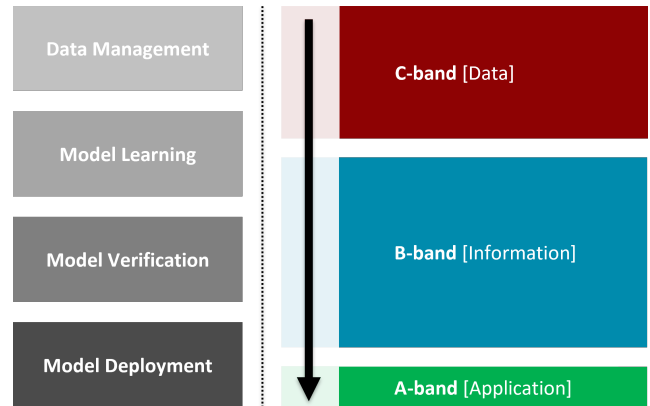 Data Management
Model Learning
Model Verification
Model Deployment
C-band [Data]
B-band [Information]
A-band [Application]